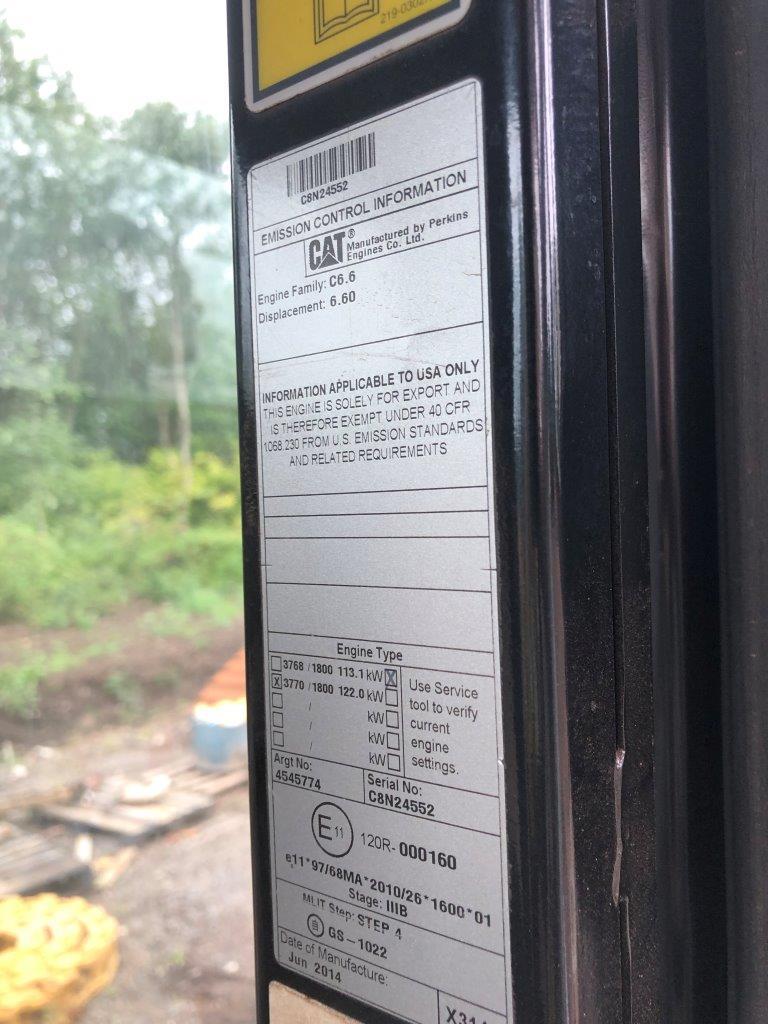 C8N24552
EMISSION CONTROL INFORMATION
CAT® Manufactured by Perkins
Engines Co. Ltd.
Engine Family: C6.6
Displacement: 6.60
INFORMATION APPLICABLE TO USA ONLY
THIS ENGINE IS SOLELY FOR EXPORT AND
IS THEREFORE EXEMPT UNDER 40 CFR
1068.230 FROM U.S. EMISSION STANDARDS
AND RELATED REQUIREMENTS
Engine Type
3768 / 1800 113.1 kW X
X 3770 / 1800 122.0 kW
/ kW
/ kW
kW
Use Service
tool to verify
current
engine
settings.
Argt No:
4545774
Serial No:
C8N24552
E11 120R-000160
e11*97/68MA*2010/26*1600*01
Stage: IIIB
MLIT Step: STEP 4
GS-1022
Date of Manufacture:
Jun 2014